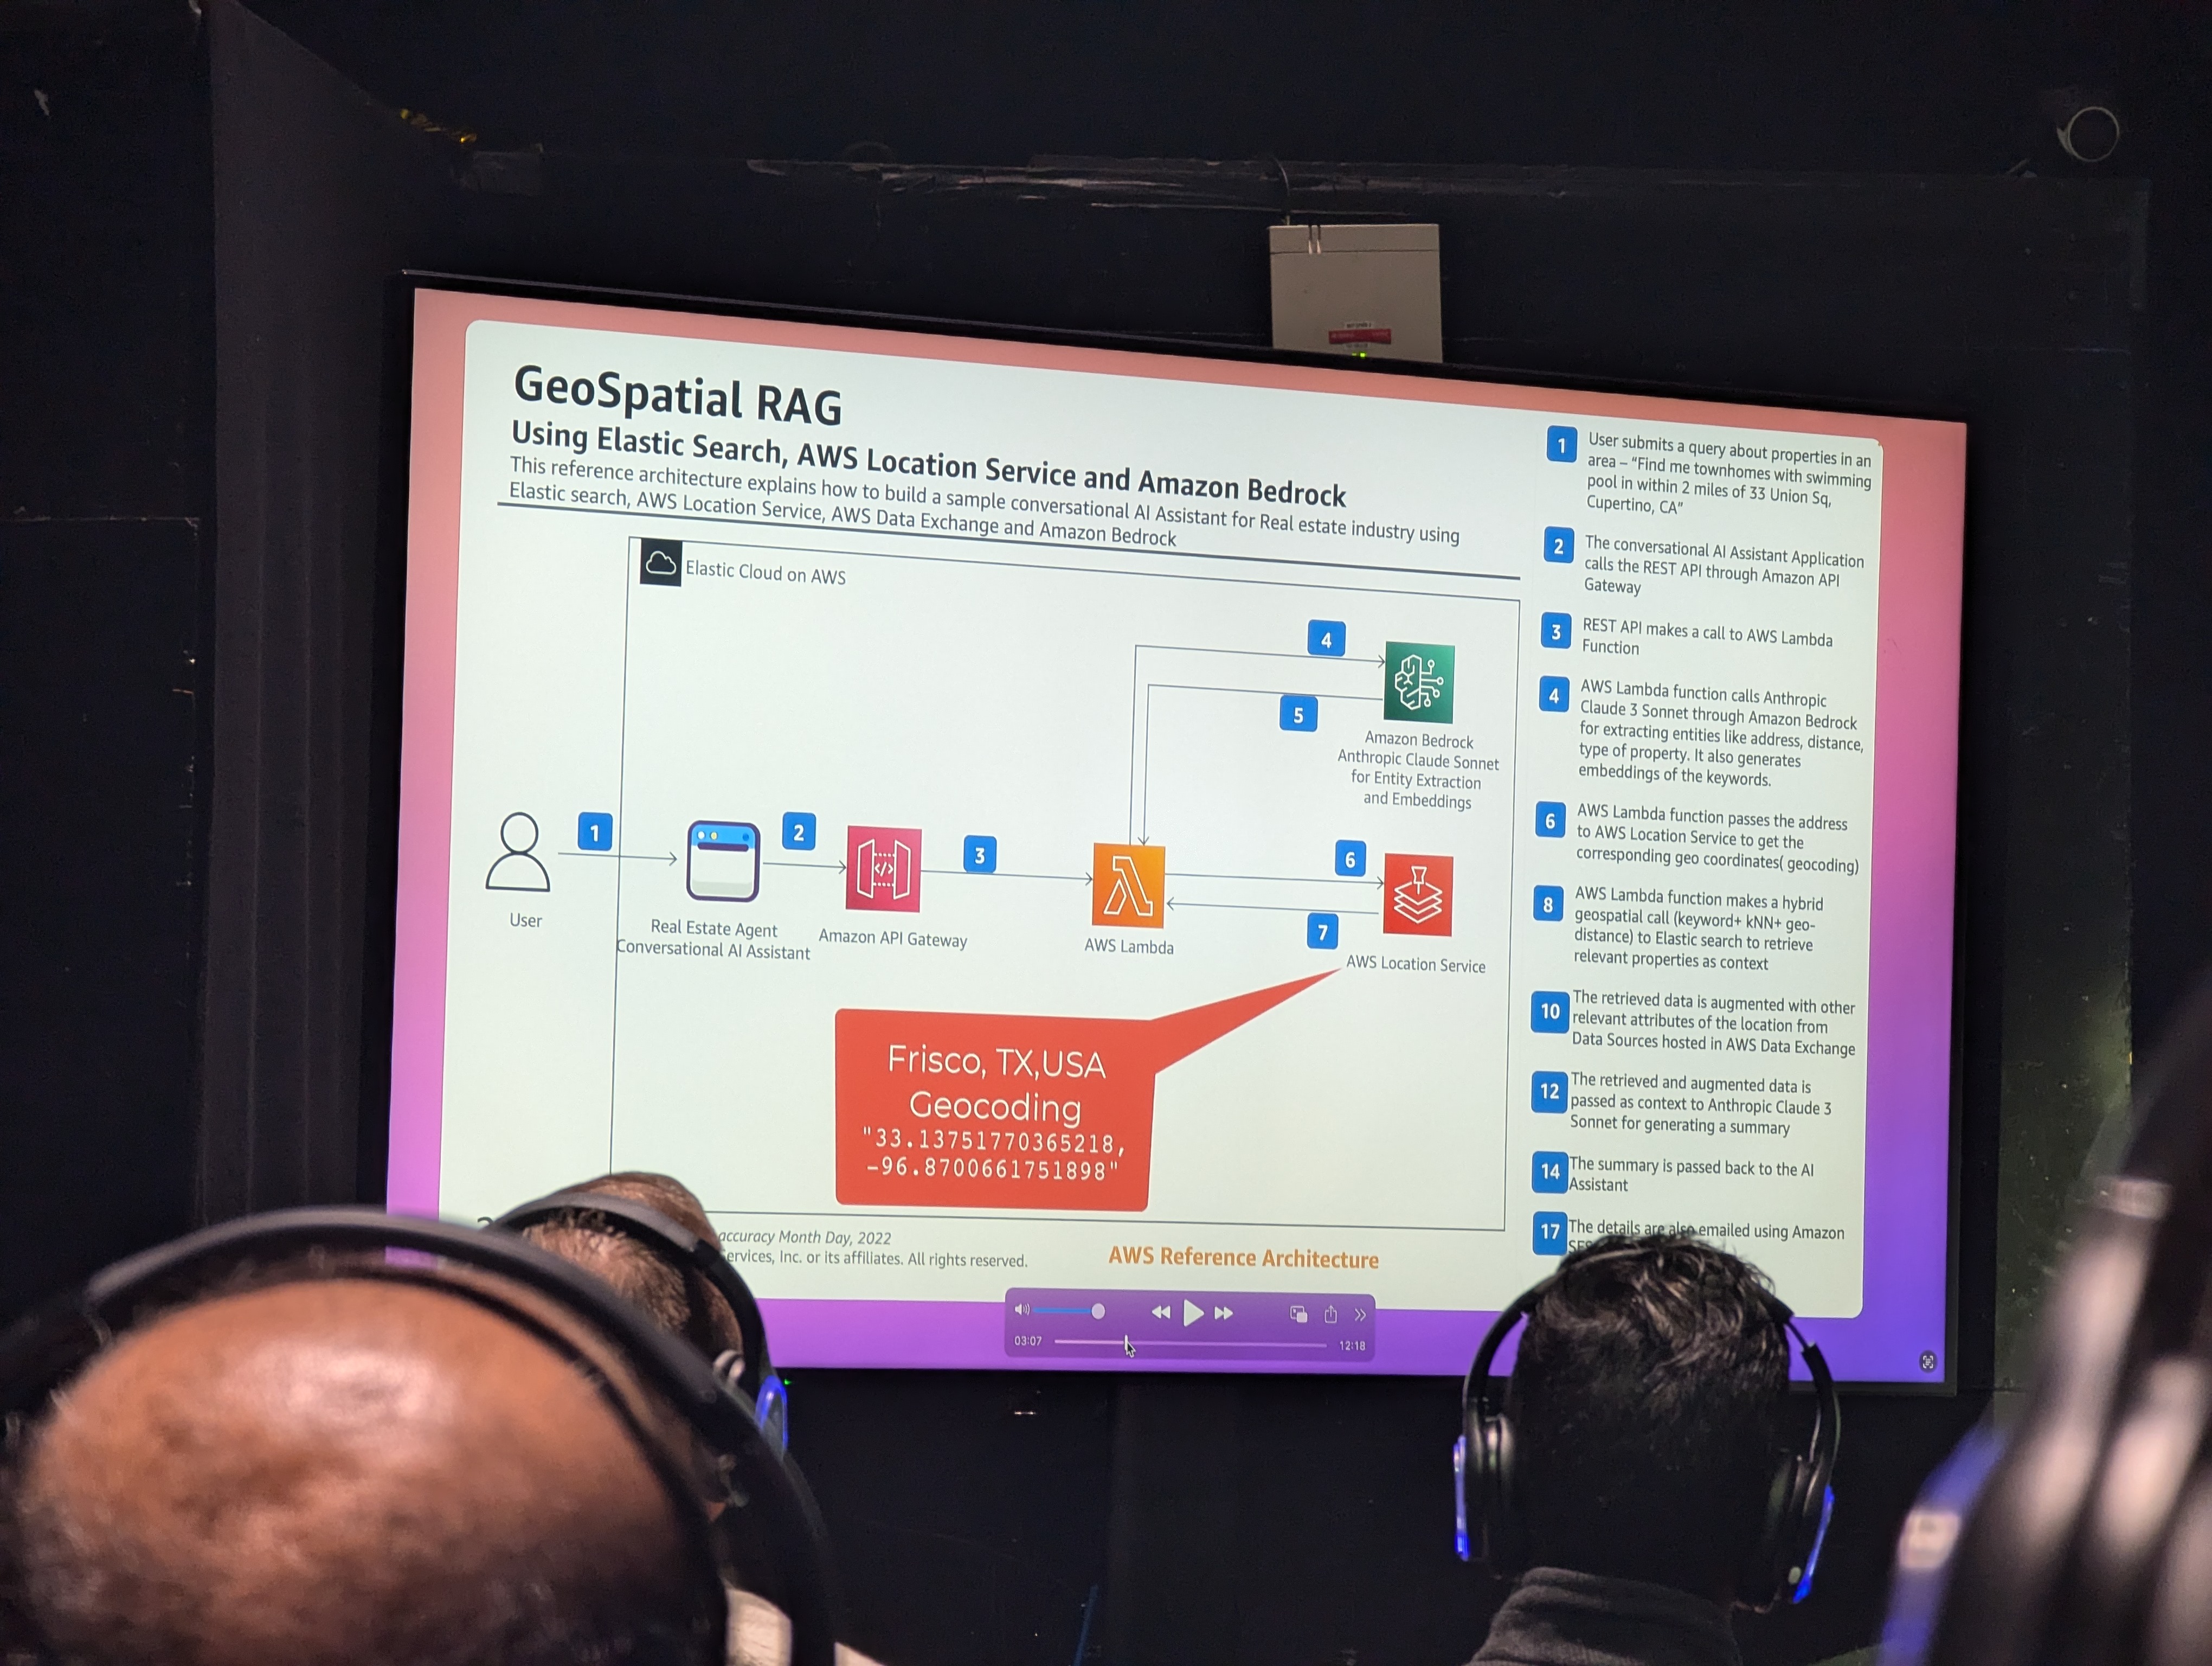 GeoSpatial RAG
Using Elastic Search, AWS Location Service and Amazon Bedrock
This reference architecture explains how to build a sample conversational AI Assistant for Real estate industry using
Elastic search, AWS Location Service, AWS Data Exchange and Amazon Bedrock
Elastic Cloud on AWS
4
5
Amazon Bedrock
Anthropic Claude Sonnet
for Entity Extraction
and Embeddings
1
2
3
6
7
User
Real Estate Agent
Conversational AI Assistant
Amazon API Gateway
AWS Lambda
AWS Location Service
Frisco, TX,USA
Geocoding
"33.13751770365218,
-96.8700661751898"
accuracy Month Day, 2022
ervices, Inc. or its affiliates. All rights reserved.
AWS Reference Architecture
1 User submits a query about properties in an
area – "Find me townhomes with swimming
pool in within 2 miles of 33 Union Sq,
Cupertino, CA"
2 The conversational AI Assistant Application
calls the REST API through Amazon API
Gateway
3 REST API makes a call to AWS Lambda
Function
4 AWS Lambda function calls Anthropic
Claude 3 Sonnet through Amazon Bedrock
for extracting entities like address, distance,
type of property. It also generates
embeddings of the keywords.
6 AWS Lambda function passes the address
to AWS Location Service to get the
corresponding geo coordinates( geocoding)
8 AWS Lambda function makes a hybrid
geospatial call (keyword+ kNN+ geo-
distance) to Elastic search to retrieve
relevant properties as context
10 The retrieved data is augmented with other
relevant attributes of the location from
Data Sources hosted in AWS Data Exchange
12 The retrieved and augmented data is
passed as context to Anthropic Claude 3
Sonnet for generating a summary
14 The summary is passed back to the AI
Assistant
17 The details are also emailed using Amazon
03:07
12:18